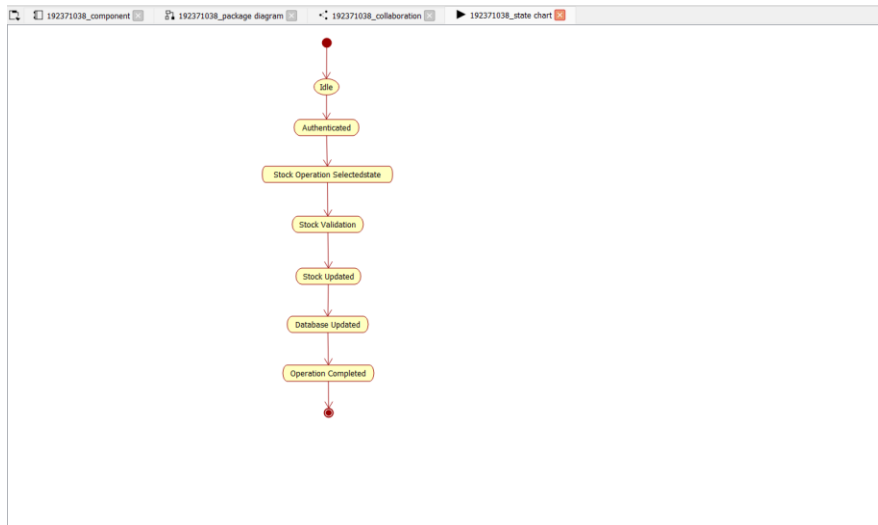 192371038_component
192371038_package diagram
192371038_collaboration
192371038_state chart
Idle
Authenticated
Stock Operation Selectedstate
Stock Validation
Stock Updated
Database Updated
Operation Completed